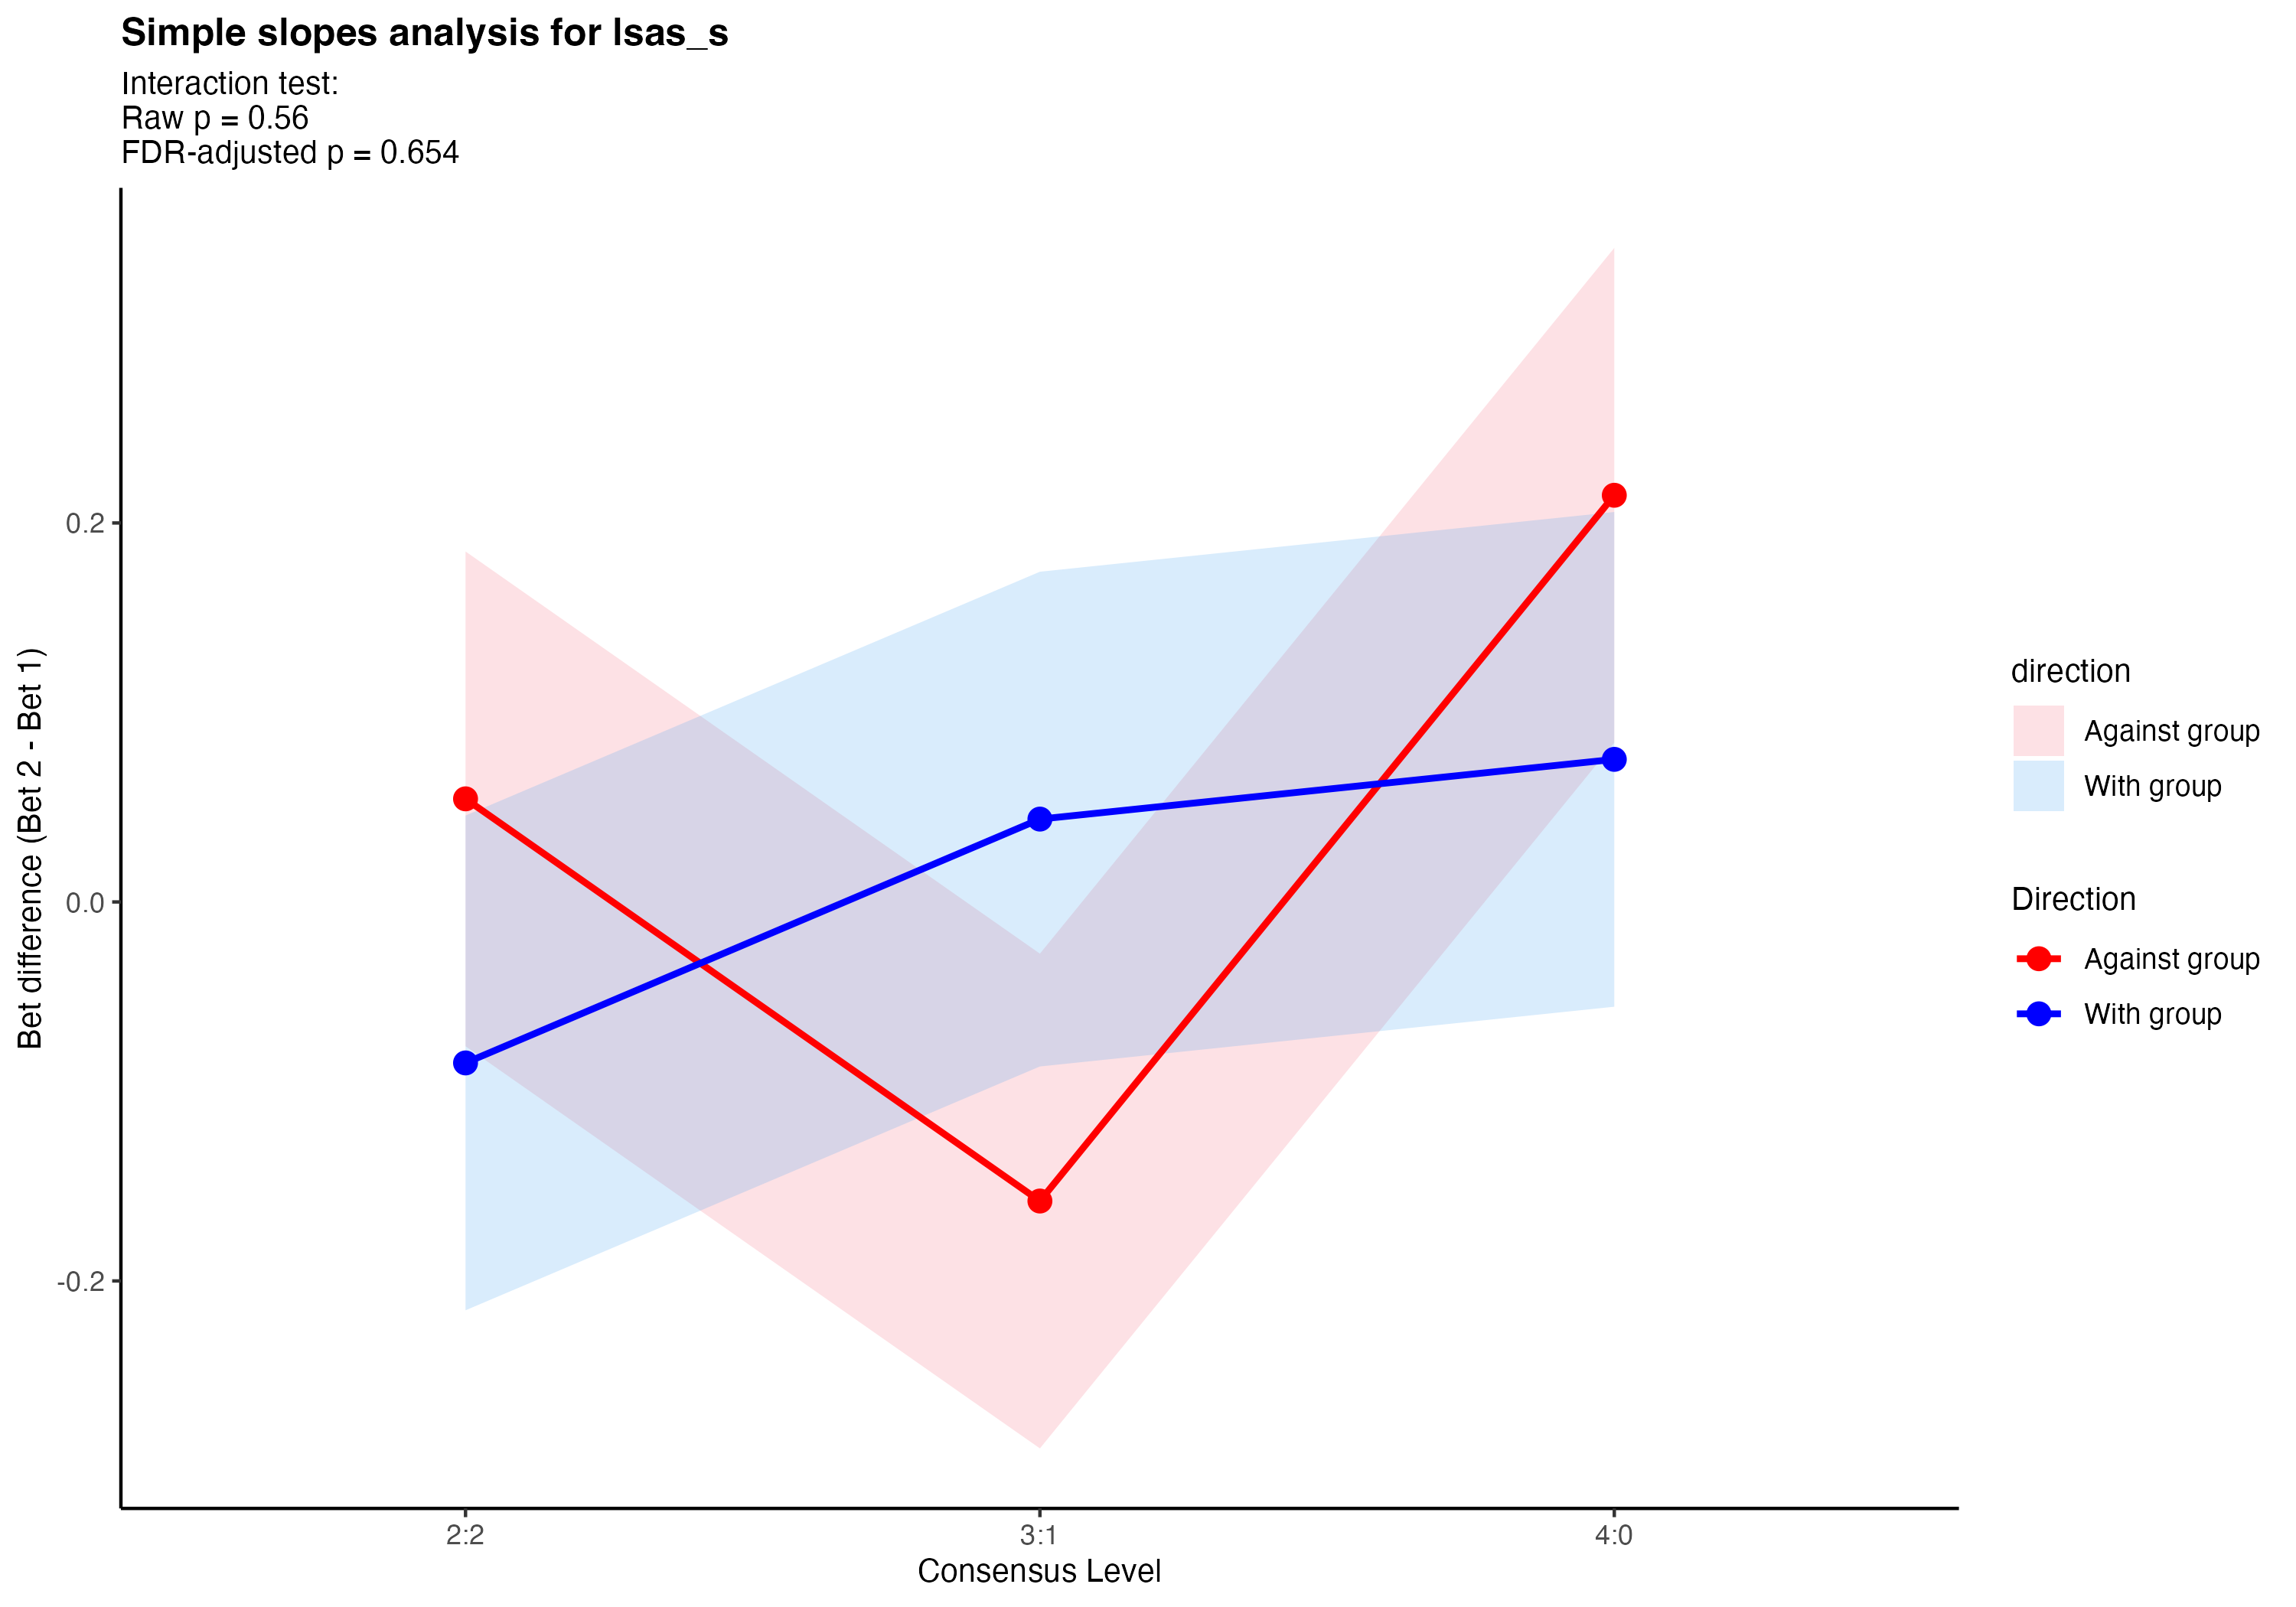 Simple slopes analysis for lsas_s
Interaction test:
Raw p = 0.56
FDR-adjusted p = 0.654
Bet difference (Bet 2 - Bet 1)
0.2
0.0
-0.2
2:2
3:1
4:0
Consensus Level
direction
Against group
With group
Direction
Against group
With group